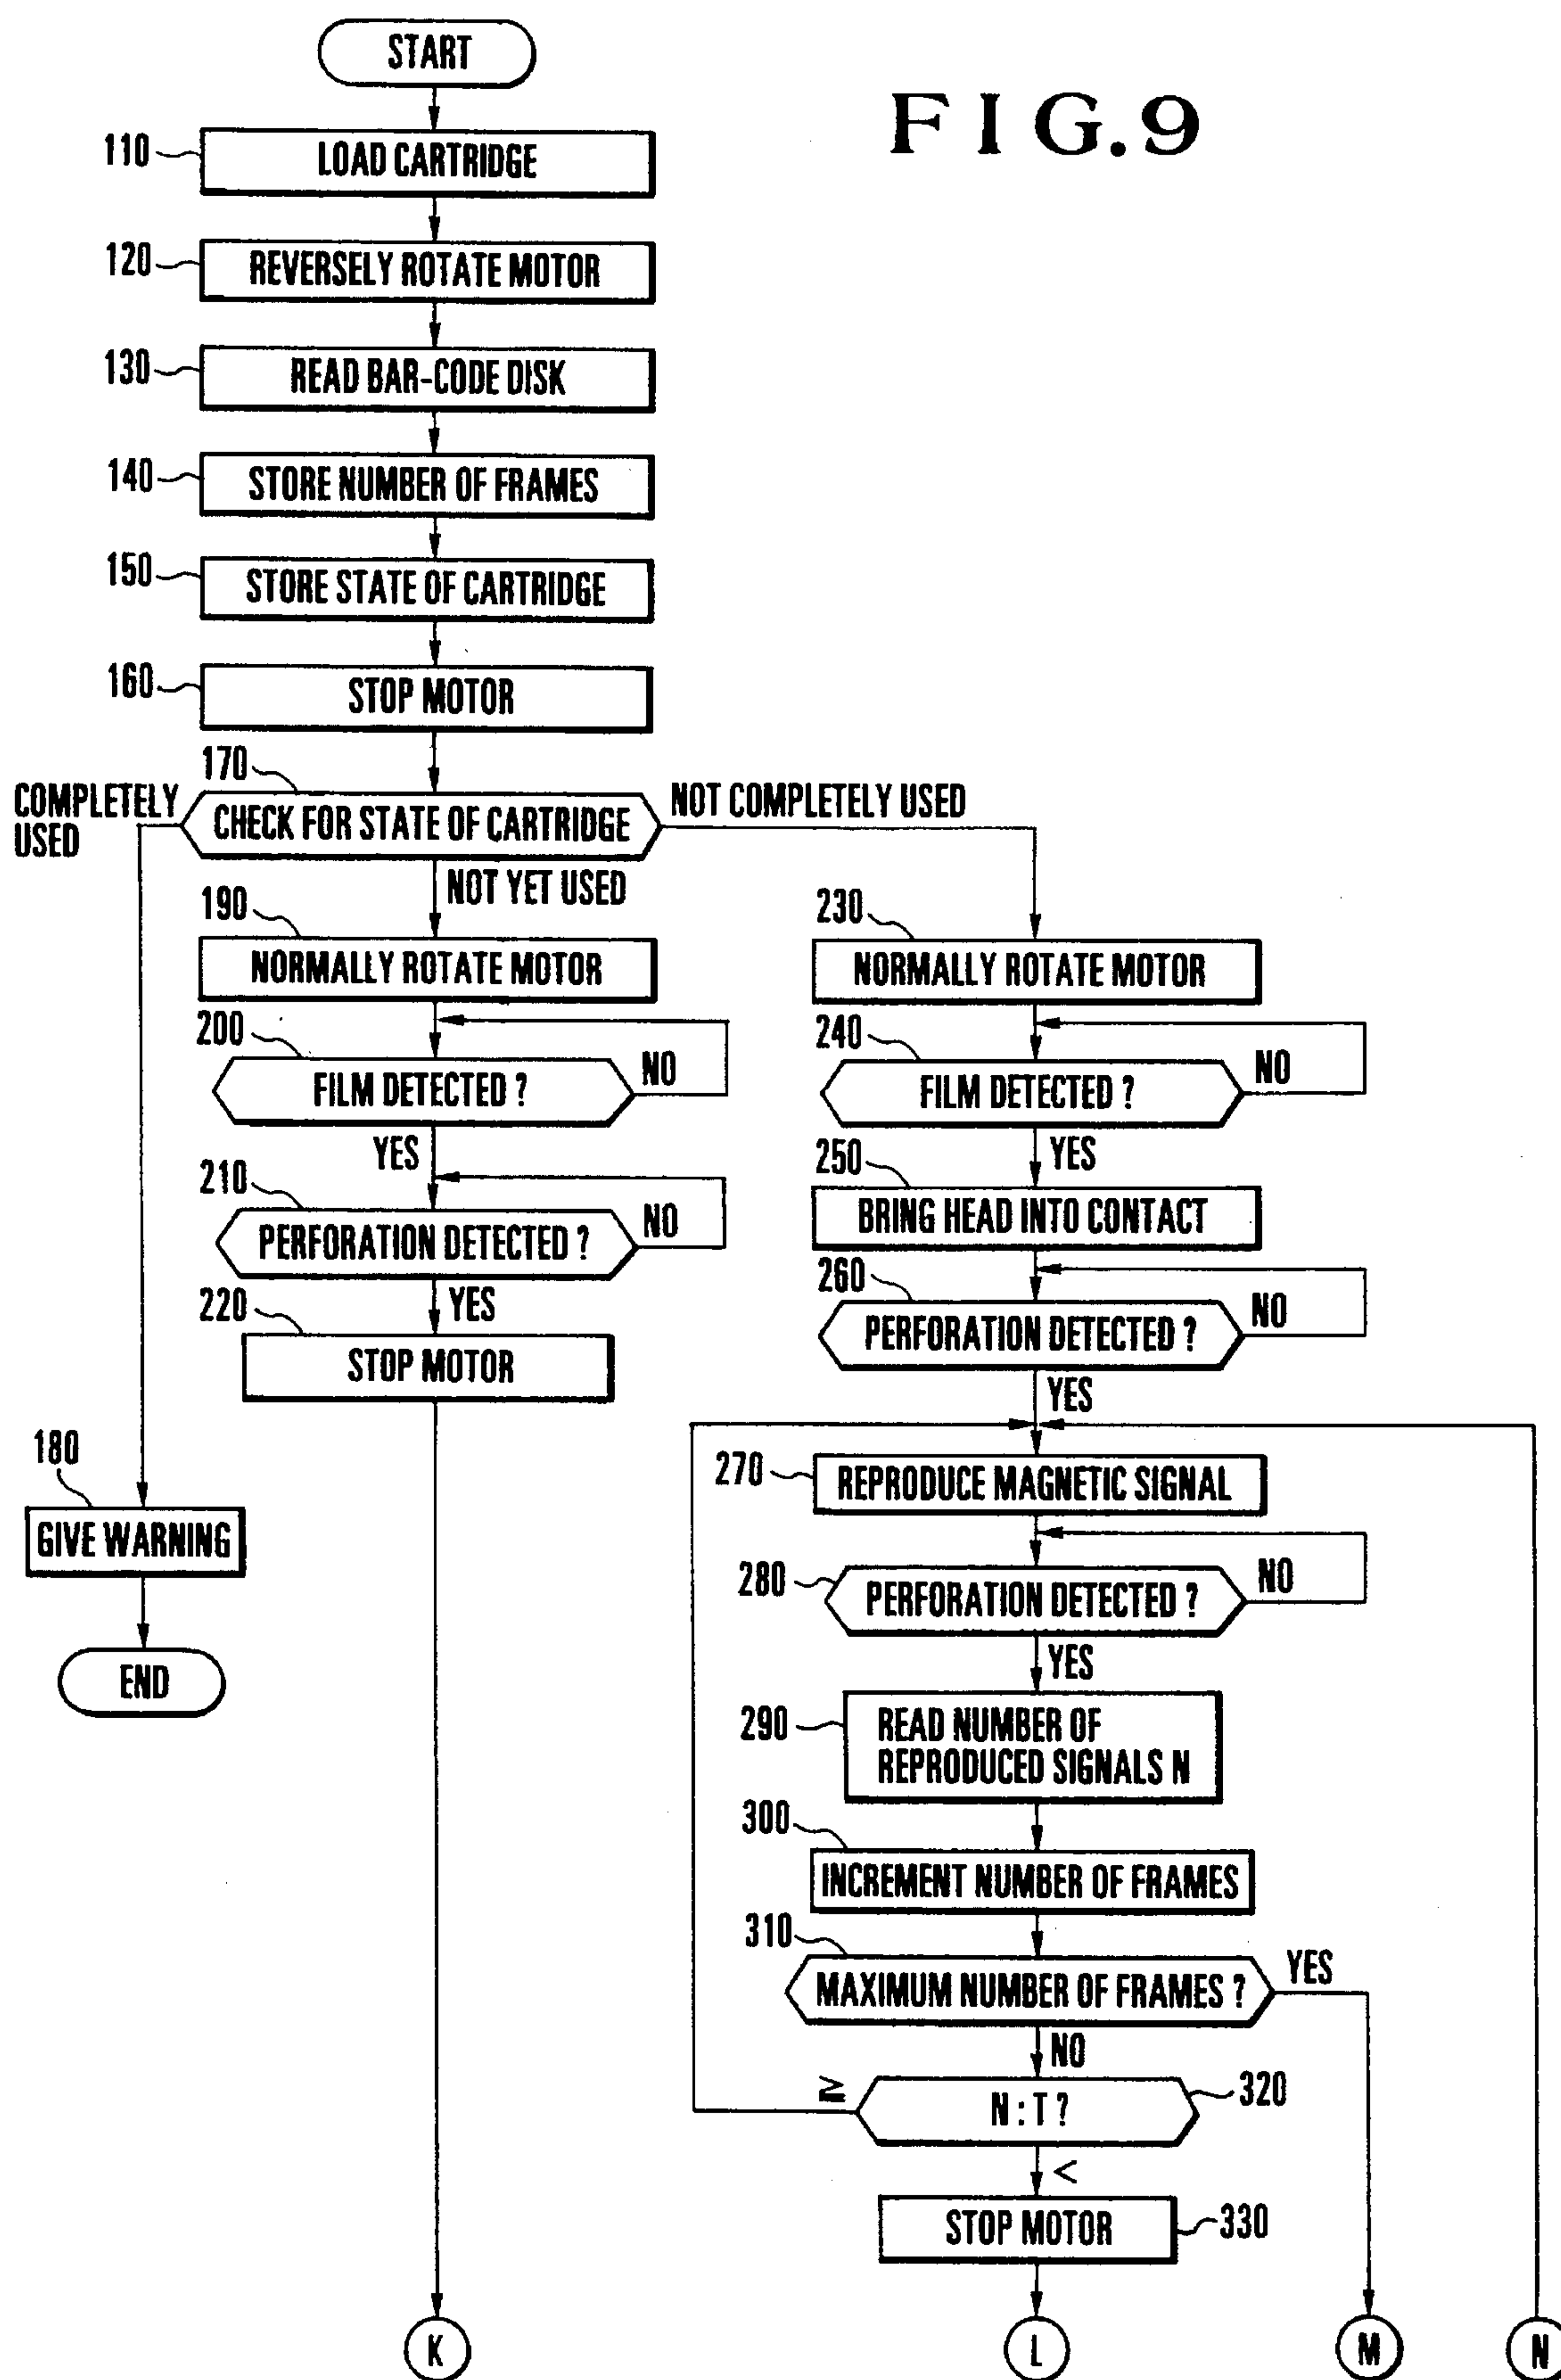 START
FIG.9
110
LOAD CARTRIDGE
120
REVERSELY ROTATE MOTOR
130
READ BAR-CODE DISK
140
STORE NUMBER OF FRAMES
150
STORE STATE OF CARTRIDGE
160
STOP MOTOR
170
COMPLETELY
USED
CHECK FOR STATE OF CARTRIDGE
NOT COMPLETELY USED
NOT YET USED
190
NORMALLY ROTATE MOTOR
200
FILM DETECTED ?
NO
YES
210
PERFORATION DETECTED ?
NO
YES
220
STOP MOTOR
180
GIVE WARNING
END
230
NORMALLY ROTATE MOTOR
240
FILM DETECTED ?
NO
YES
250
BRING HEAD INTO CONTACT
260
PERFORATION DETECTED ?
NO
YES
270
REPRODUCE MAGNETIC SIGNAL
280
PERFORATION DETECTED ?
NO
YES
290
READ NUMBER OF
REPRODUCED SIGNALS N
300
INCREMENT NUMBER OF FRAMES
310
MAXIMUM NUMBER OF FRAMES ?
YES
NO
≧
N : T ?
320
<
STOP MOTOR
330
K
L
M
N